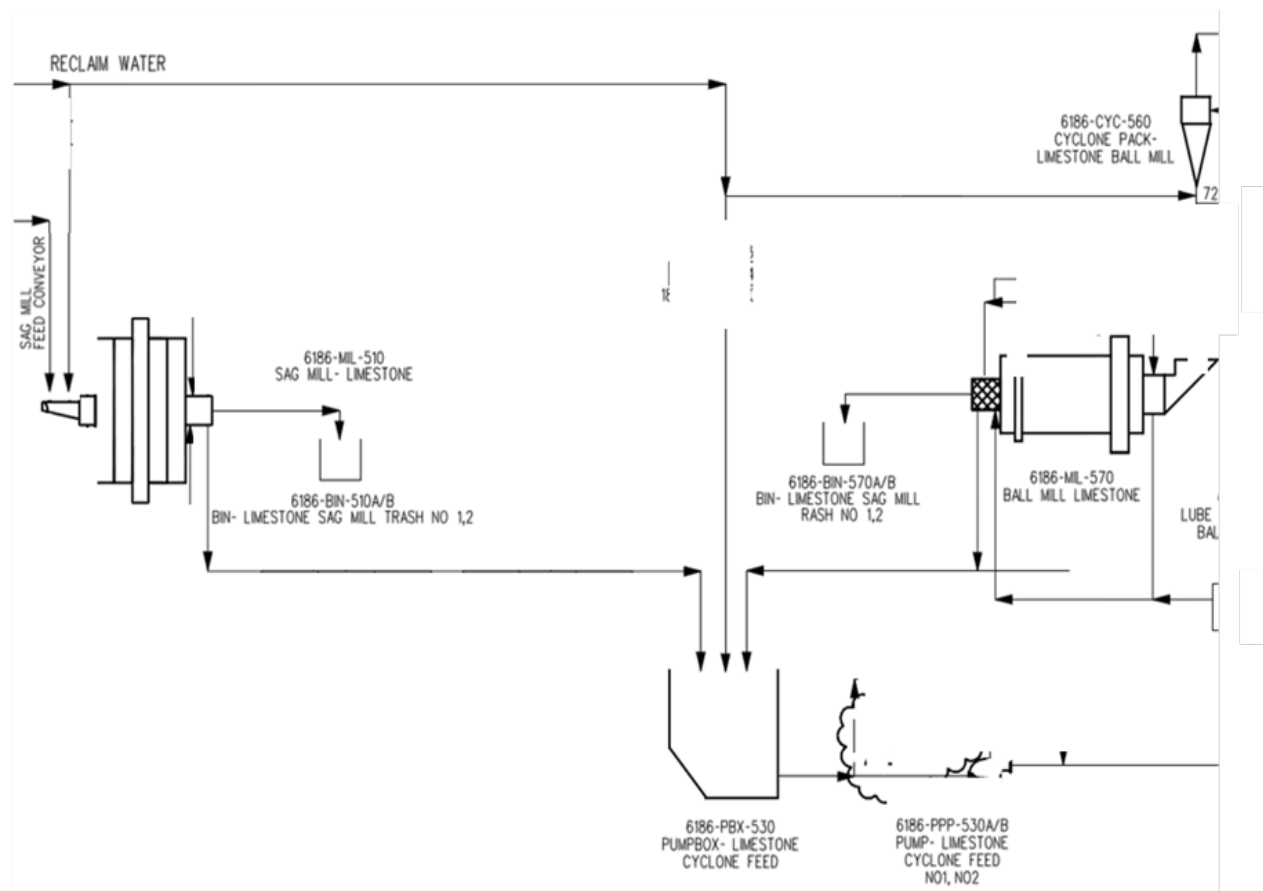 RECLAIM WATER
6186-CYC-560
CYCLONE PACK-
LIMESTONE BALL MILL
72
SAG MILL
FEED CONVEYOR
6186-MIL-510
SAG MILL- LIMESTONE
6186-BIN-510A/B
BIN- LIMESTONE SAG MILL TRASH NO 1,2
6186-BIN-570A/B
BIN- LIMESTONE SAG MILL
RASH NO 1,2
6186-MIL-570
BALL MILL LIMESTONE
LUBE
BAL
6186-PBX-530
PUMPBOX- LIMESTONE
CYCLONE FEED
6186-PPP-530A/B
PUMP- LIMESTONE
CYCLONE FEED
NO1, NO2